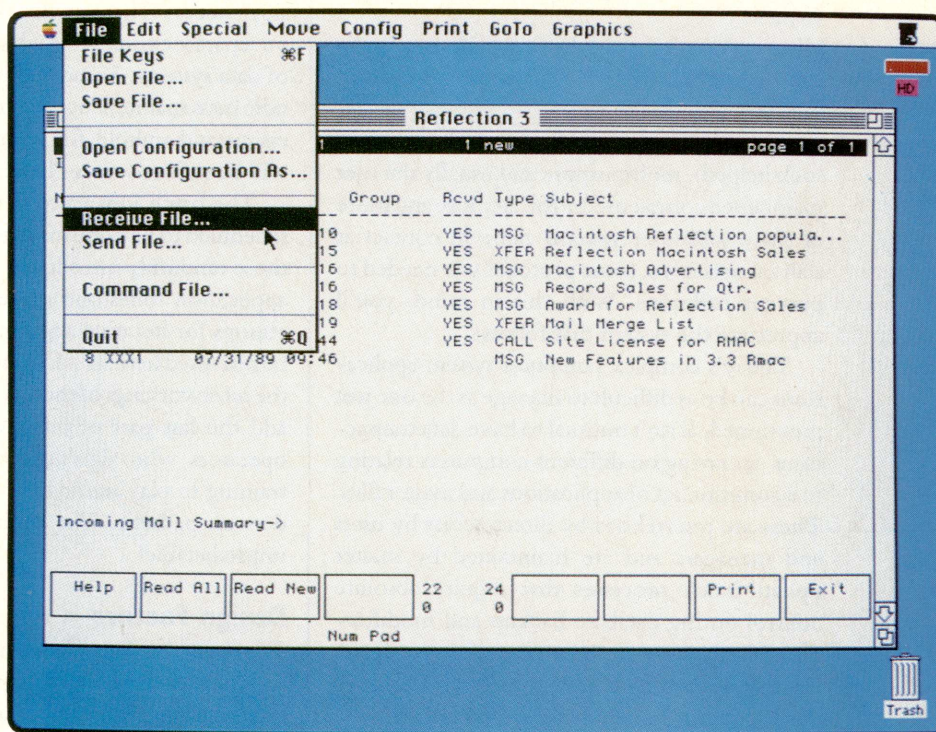 File Edit Special Move Config Print GoTo Graphics
File Keys ⌘F
Open File...
Save File...
Open Configuration...
Save Configuration As...
Receive File...
Send File...
Command File...
Quit ⌘Q
HD
Reflection 3
1 1 new page 1 of 1
Group Rcvd Type Subject
10 YES MSG Macintosh Reflection popula...
15 YES XFER Reflection Macintosh Sales
16 YES MSG Macintosh Advertising
16 YES MSG Record Sales for Qtr.
18 YES MSG Award for Reflection Sales
19 YES XFER Mail Merge List
44 YES CALL Site License for RMAC
8 XXX1 07/31/89 09:46 MSG New Features in 3.3 Rmac
Incoming Mail Summary->
Help Read All Read New 22 24 Print Exit
0 0
Num Pad
Trash